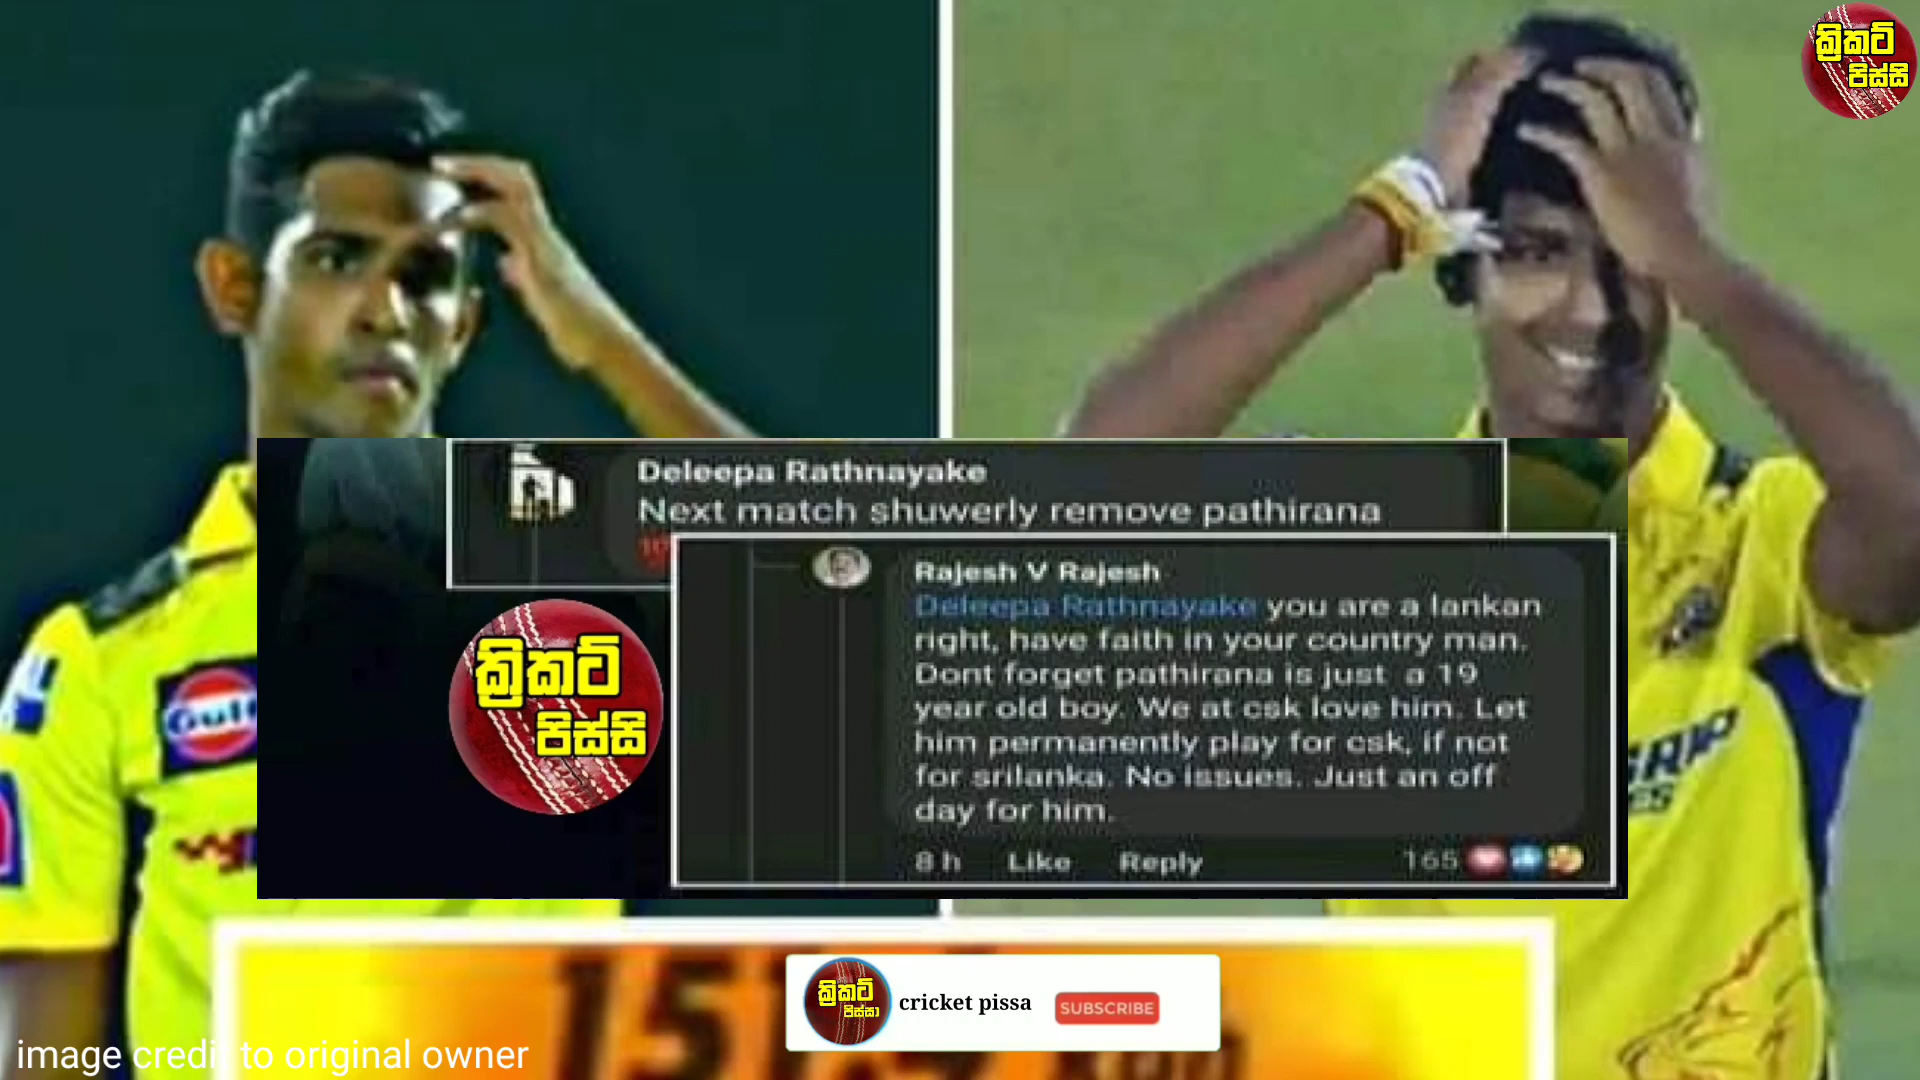 ක්‍රිකට්
පිස්සි
Deleepa Rathnayake
Next match shuwerly remove pathirana
Rajesh V Rajesh
Deleepa Rathnayake you are a lankan
right, have faith in your country man.
Dont forget pathirana is just a 19
year old boy. We at csk love him. Let
him permanently play for csk, if not
for srilanka. No issues. Just an off
day for him.
8 h Like Reply 165
ක්‍රිකට්
පිස්සි
Gulf
ක්‍රිකට්
පිස්සා
cricket pissa
SUBSCRIBE
image credit to original owner